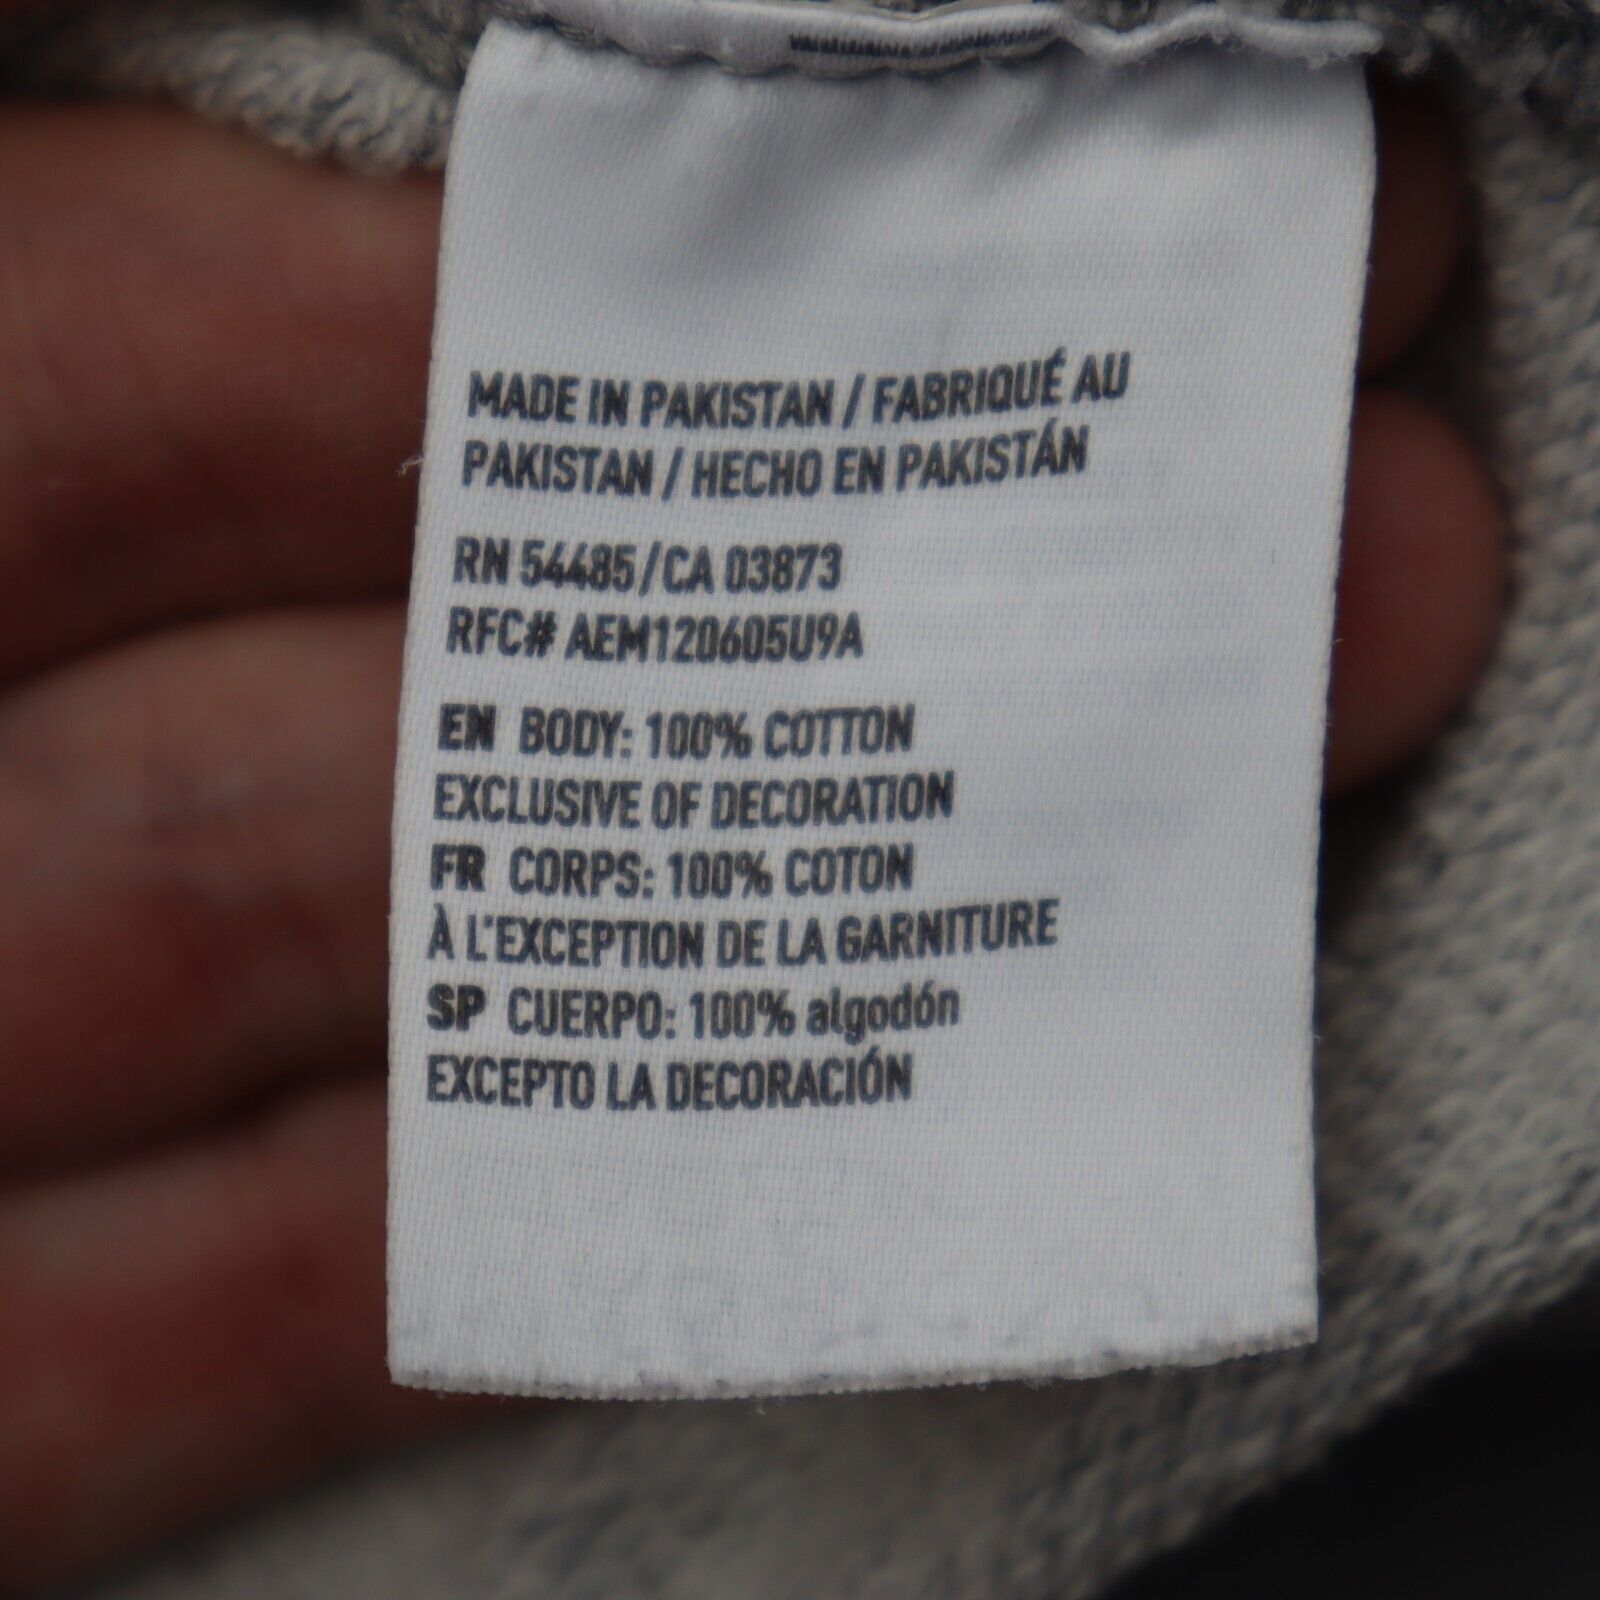 MADE IN PAKISTAN / FABRIQUÉ AU
PAKISTAN / HECHO EN PAKISTÁN
RN 54485/CA 03873
RFC# AEM120605U9A
EN BODY: 100% COTTON
EXCLUSIVE OF DECORATION
FR CORPS: 100% COTON
À L'EXCEPTION DE LA GARNITURE
SP CUERPO: 100% algodón
EXCEPTO LA DECORACIÓN